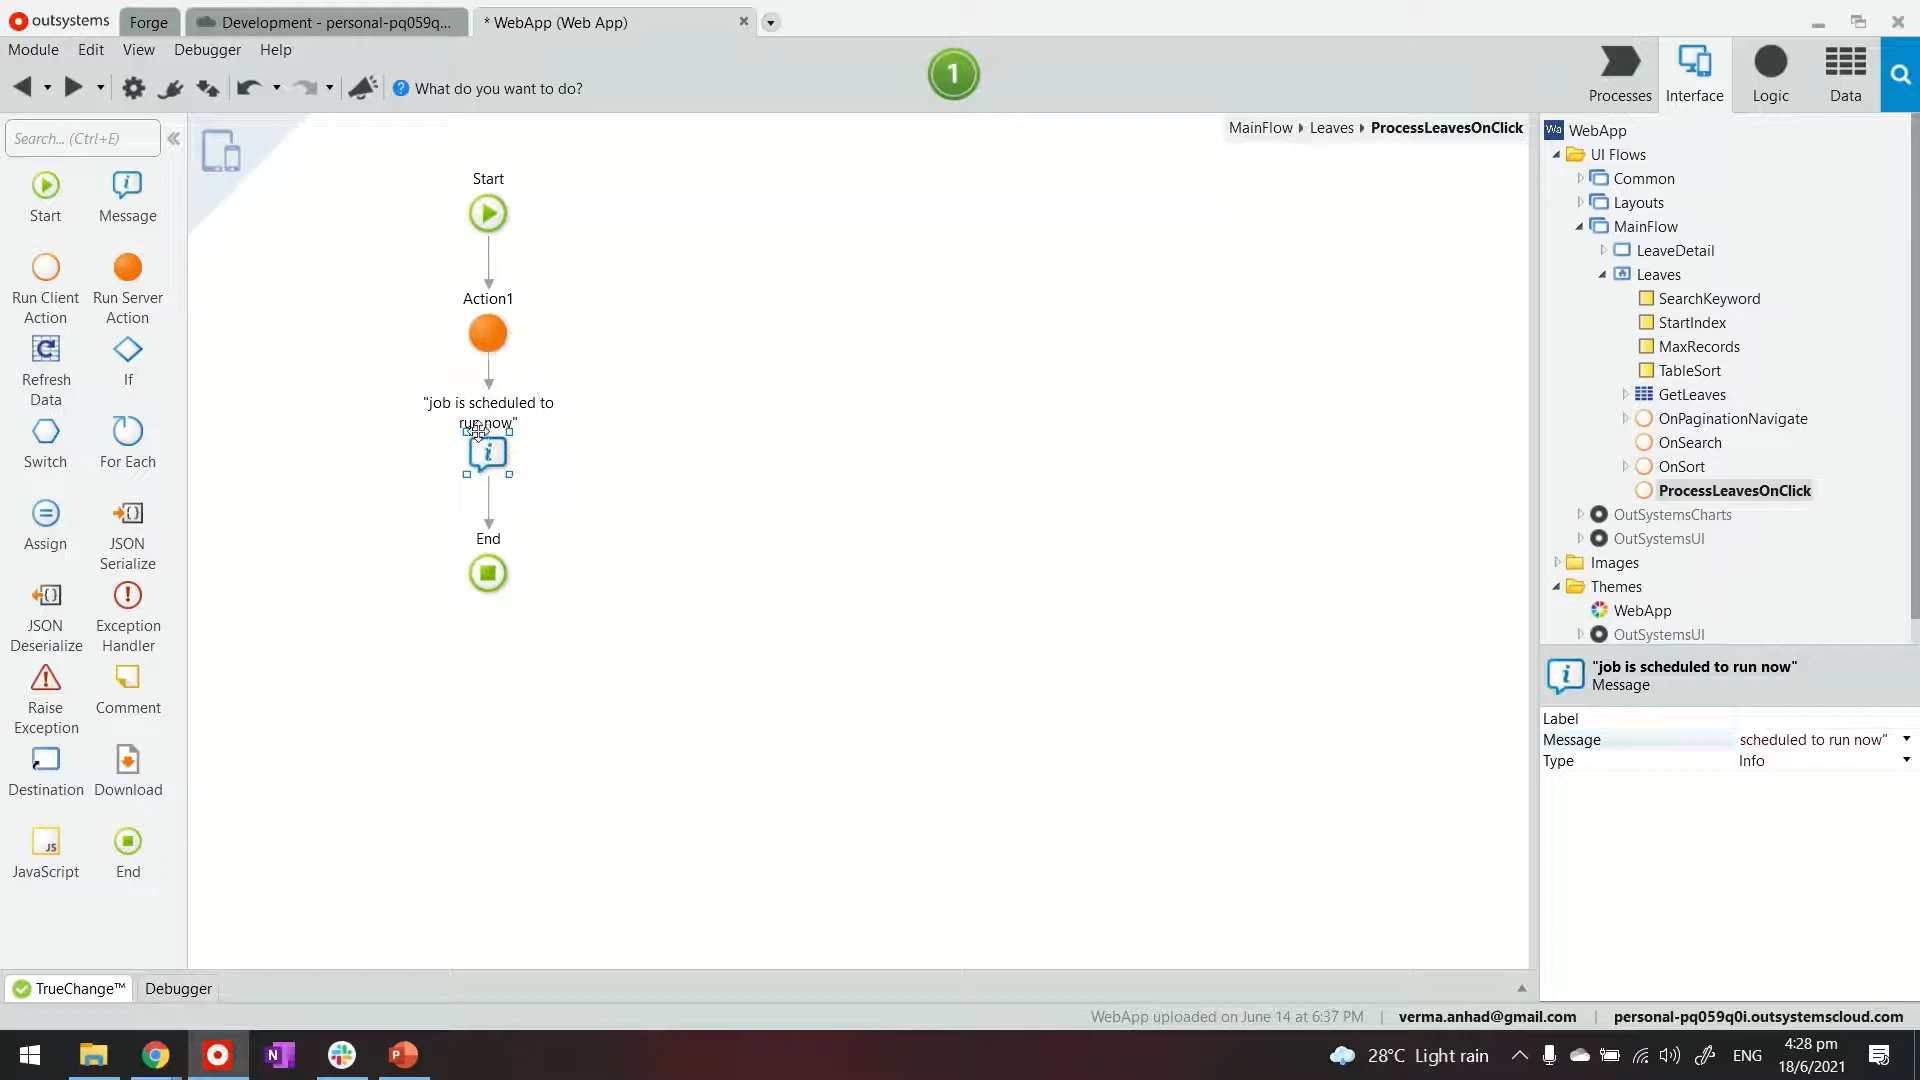 outsystems
Forge
Development - personal-pq059q...
* WebApp (Web App)
Module Edit View Debugger Help
What do you want to do?
1
Processes
Interface
Logic
Data
Search... (Ctrl+E)
Start
Message
Run Client Action
Run Server Action
Refresh Data
If
Switch
For Each
Assign
JSON Serialize
JSON Deserialize
Exception Handler
Raise Exception
Comment
Destination
Download
JS
JavaScript
End
MainFlow Leaves ProcessLeavesOnClick
Start
Action1
"job is scheduled to
run now"
End
Wa WebApp
UI Flows
Common
Layouts
MainFlow
LeaveDetail
Leaves
SearchKeyword
StartIndex
MaxRecords
TableSort
GetLeaves
OnPaginationNavigate
OnSearch
OnSort
ProcessLeavesOnClick
OutSystemsCharts
OutSystemsUI
Images
Themes
WebApp
OutSystemsUI
"job is scheduled to run now"
Message
Label
Message scheduled to run now"
Type Info
TrueChange™ Debugger
WebApp uploaded on June 14 at 6:37 PM | verma.anhad@gmail.com | personal-pq059q0i.outsystemscloud.com
28°C Light rain
ENG
4:28 pm
18/6/2021